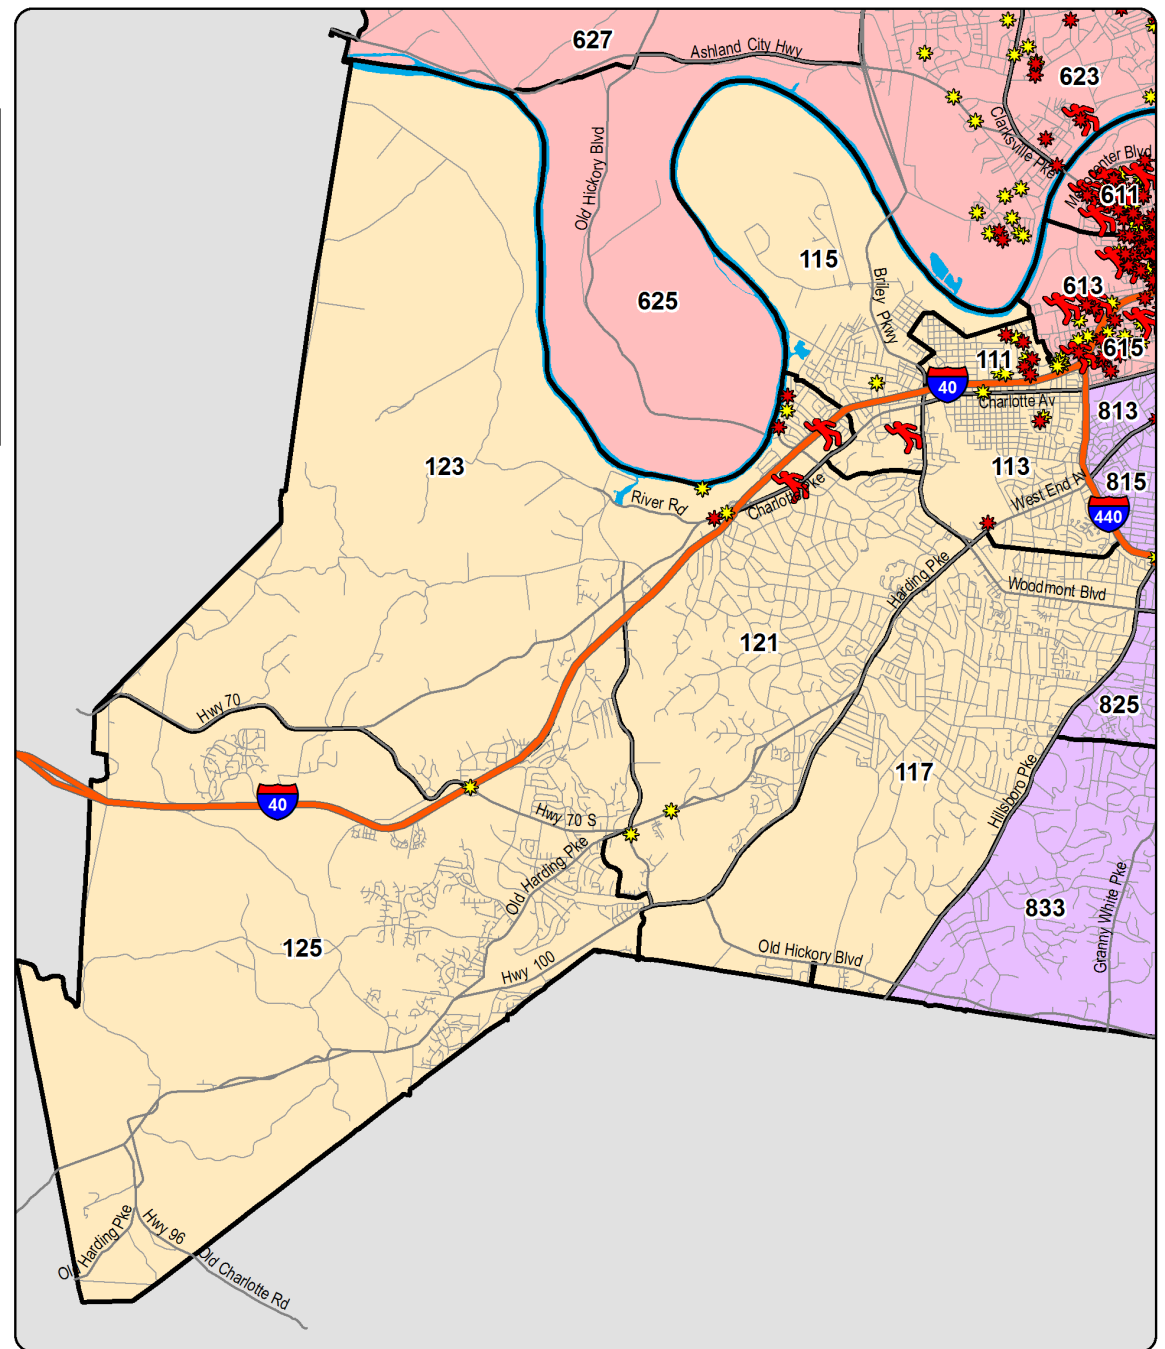 627
Ashland City Hwy
623
Clarksville Pke
Old Hickory Blvd
611
115
625
Briley Pkwy
613
615
111
40
Charlotte Av
813
123
113
815
West End Av
River Rd
Charlotte Pke
440
Harding Pke
Woodmont Blvd
121
Hwy 70
825
117
40
Hwy 70 S
Hillsboro Pke
Old Harding Pke
833
Granny White Pke
125
Old Hickory Blvd
Hwy 100
Old Harding Pke
Hwy 96
Old Charlotte Rd